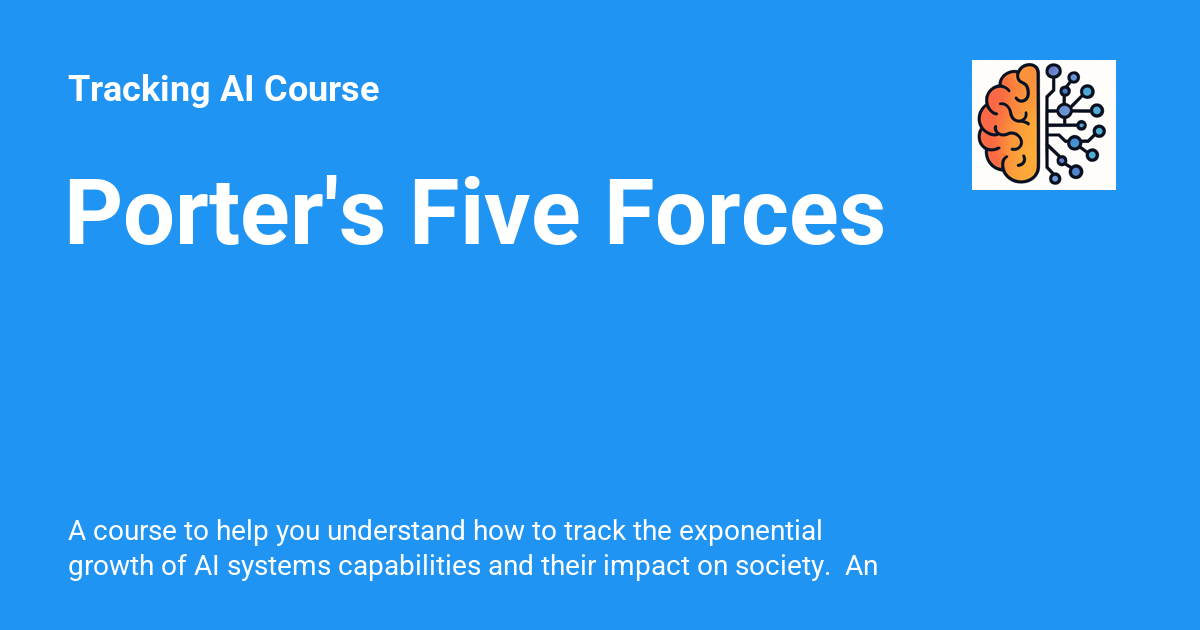 Tracking AI Course
Porter's Five Forces
A course to help you understand how to track the exponential
growth of AI systems capabilities and their impact on society.  An